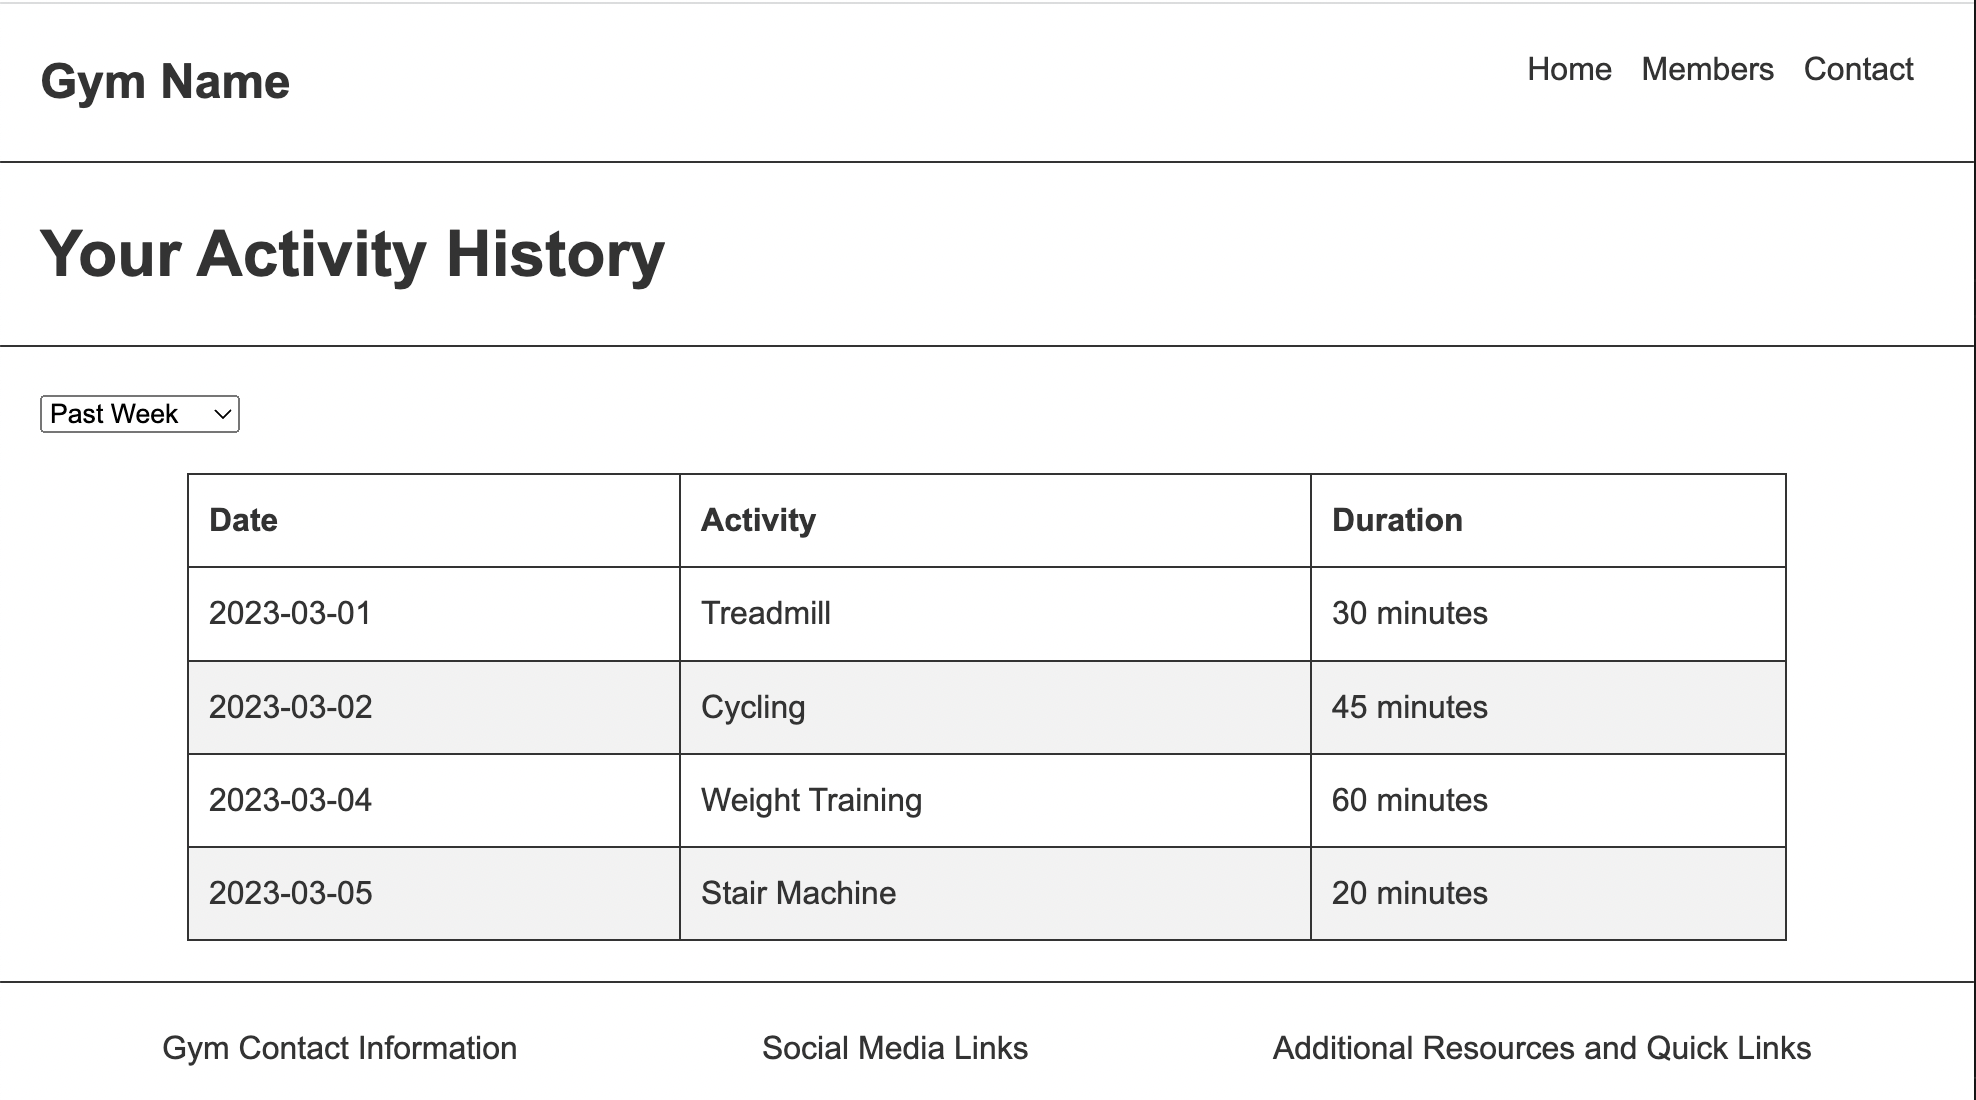 Gym Name
Home Members Contact
Your Activity History
Past Week
Date Activity Duration
2023-03-01 Treadmill 30 minutes
2023-03-02 Cycling 45 minutes
2023-03-04 Weight Training 60 minutes
2023-03-05 Stair Machine 20 minutes
Gym Contact Information Social Media Links Additional Resources and Quick Links